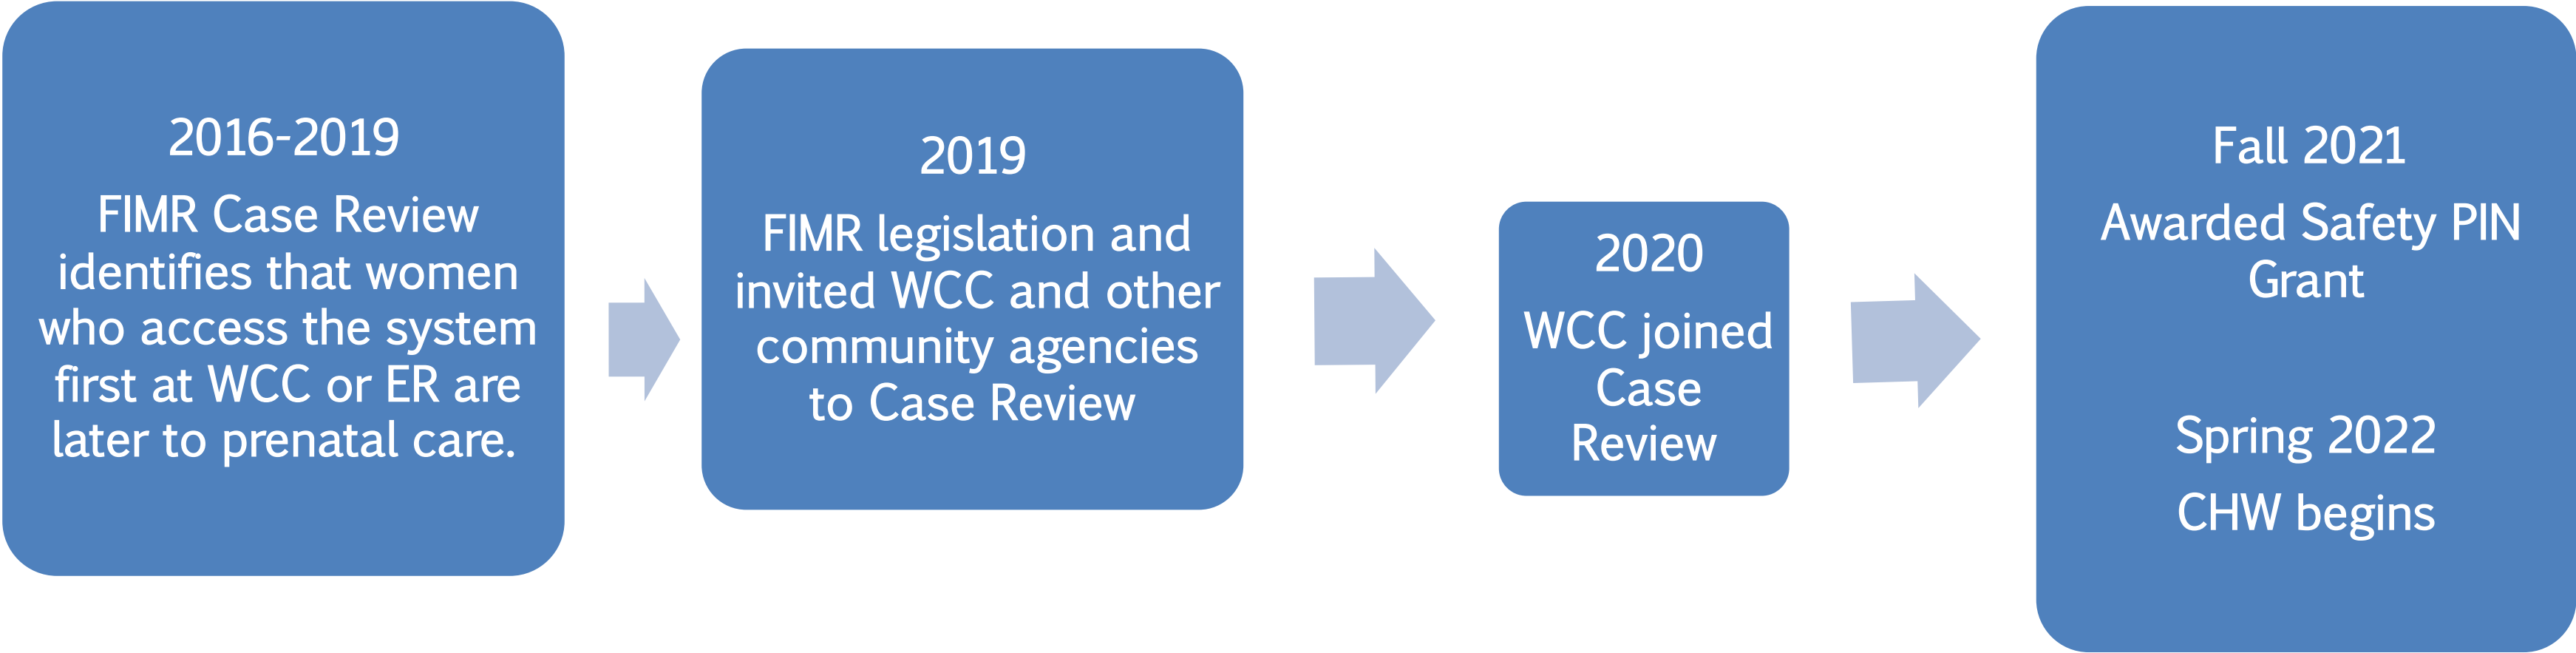 2016-2019
FIMR Case Review
identifies that women
who access the system
first at WCC or ER are
later to prenatal care.
2019
FIMR legislation and
invited WCC and other
community agencies
to Case Review
2020
WCC joined
Case
Review
Fall 2021
Awarded Safety PIN
Grant
Spring 2022
CHW begins